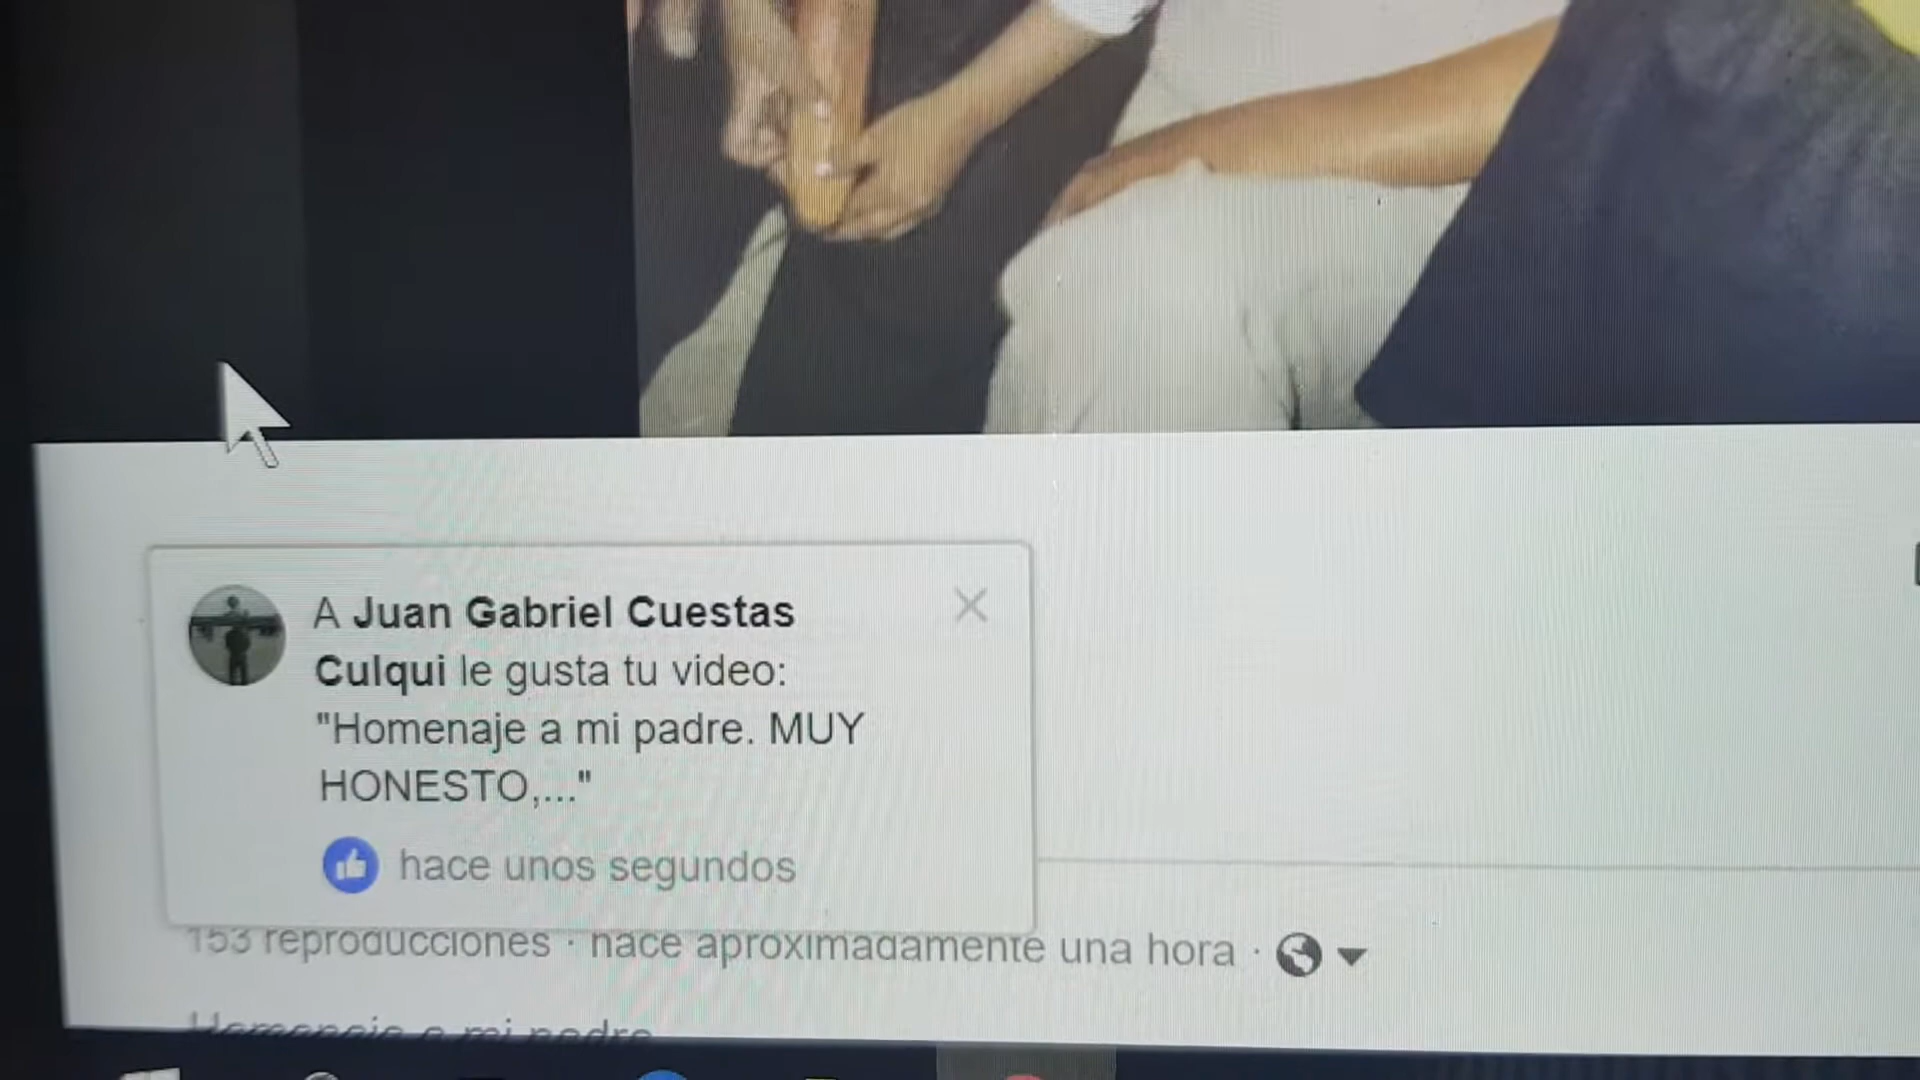 A Juan Gabriel Cuestas
Culqui le gusta tu video:
"Homenaje a mi padre. MUY
HONESTO,..."
hace unos segundos
153 reproducciones · hace aproximadamente una hora ·
Homenaje a mi padre